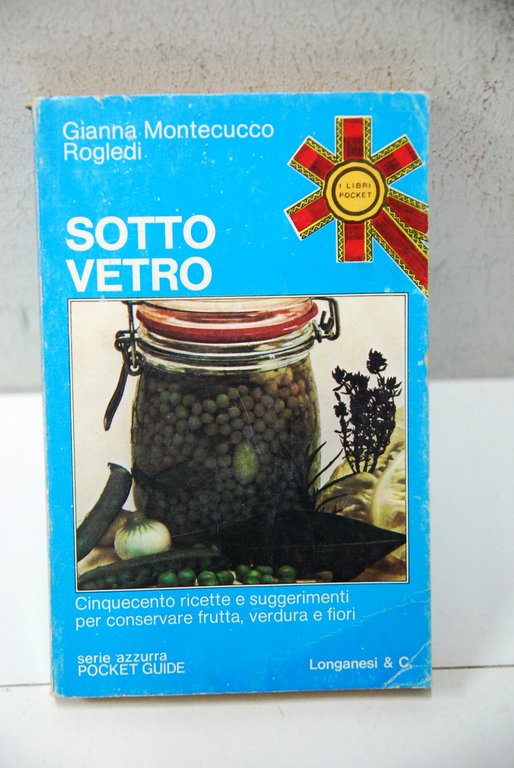 Gianna Montecucco
Rogledi
I LIBRI
POCKET
SOTTO
VETRO
Cinquecento ricette e suggerimenti
per conservare frutta, verdura e fiori
serie azzurra
POCKET GUIDE
Longanesi & C.